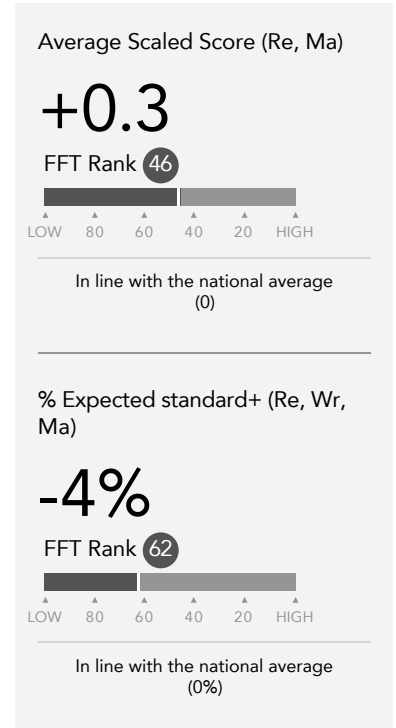 Average Scaled Score (Re, Ma)
+0.3
FFT Rank 46
LOW 80 60 40 20 HIGH
In line with the national average
(0)
% Expected standard+ (Re, Wr,
Ma)
-4%
FFT Rank 62
LOW 80 60 40 20 HIGH
In line with the national average
(0%)